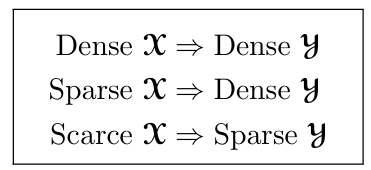 Dense 𝒳 ⇒ Dense 𝒴
Sparse 𝒳 ⇒ Dense 𝒴
Scarce 𝒳 ⇒ Sparse 𝒴